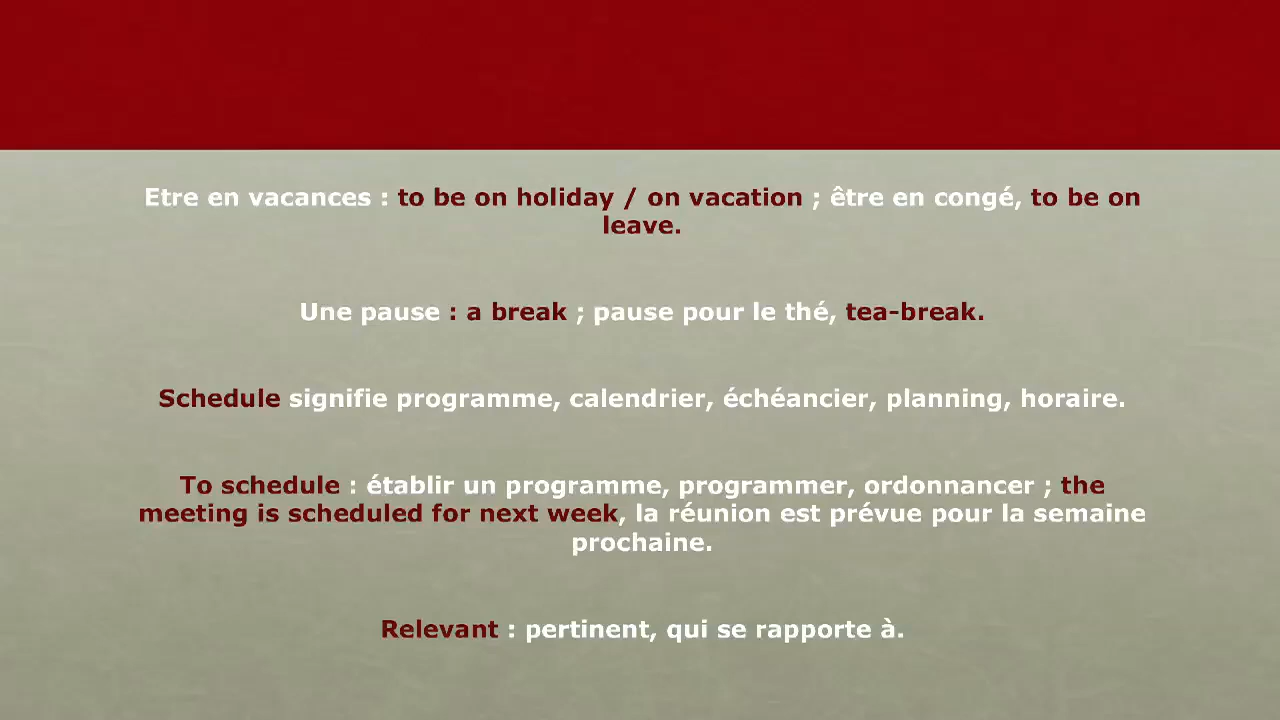 Etre en vacances : to be on holiday / on vacation ; être en congé, to be on
leave.
Une pause : a break ; pause pour le thé, tea-break.
Schedule signifie programme, calendrier, échéancier, planning, horaire.
To schedule : établir un programme, programmer, ordonnancer ; the
meeting is scheduled for next week, la réunion est prévue pour la semaine
prochaine.
Relevant : pertinent, qui se rapporte à.